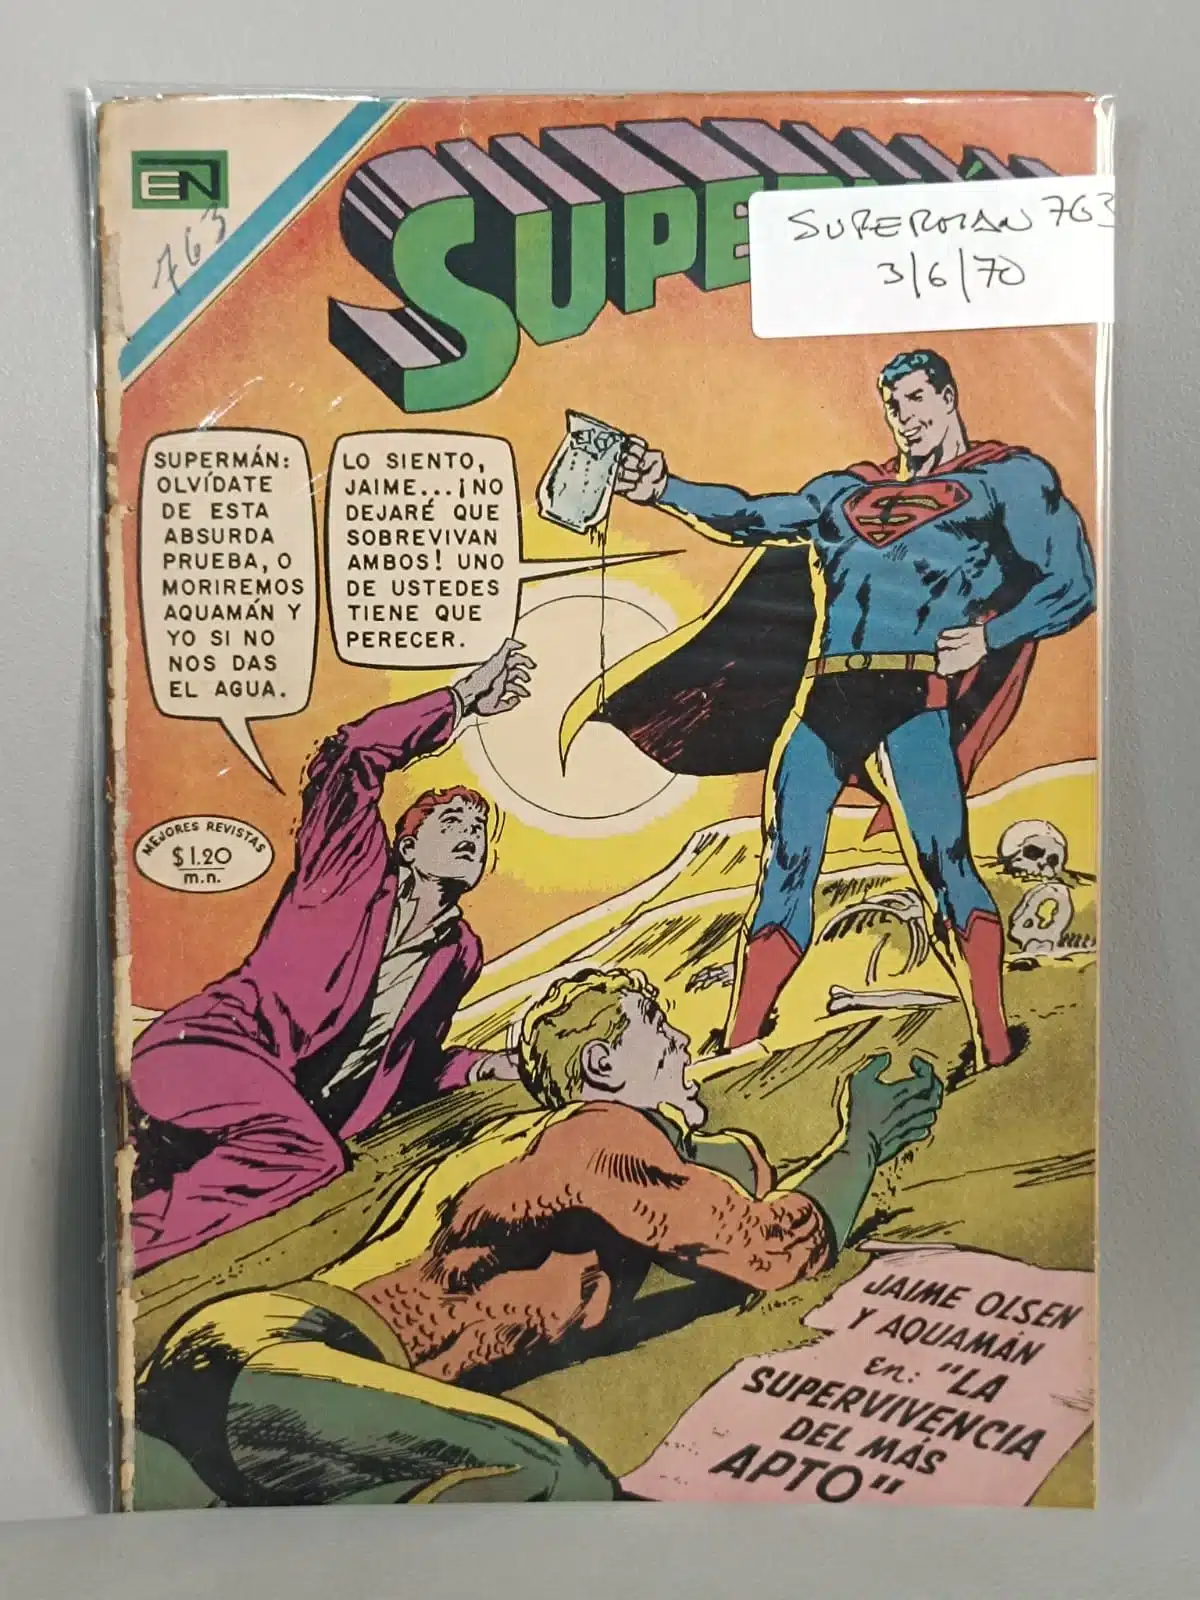 EN
763
SUPERMÁN
SUPERMAN 763
3/6/70
SUPERMÁN:
OLVÍDATE
DE ESTA
ABSURDA
PRUEBA, O
MORIREMOS
AQUAMÁN Y
YO SI NO
NOS DAS
EL AGUA.
LO SIENTO,
JAIME...¡NO
DEJARÉ QUE
SOBREVIVAN
AMBOS! UNO
DE USTEDES
TIENE QUE
PERECER.
MEJORES REVISTAS
$1.20
m.n.
JAIME OLSEN
Y AQUAMÁN
en: "LA
SUPERVIVENCIA
DEL MÁS
APTO"